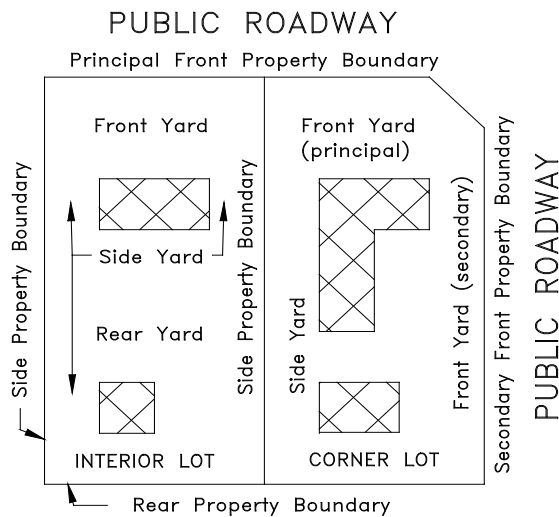 PUBLIC ROADWAY
Principal Front Property Boundary
Front Yard
Front Yard
(principal)
Side Property Boundary
Side Yard
Side Property Boundary
Rear Yard
Side Yard
Front Yard (secondary)
Secondary Front Property Boundary
PUBLIC ROADWAY
INTERIOR LOT
CORNER LOT
Rear Property Boundary